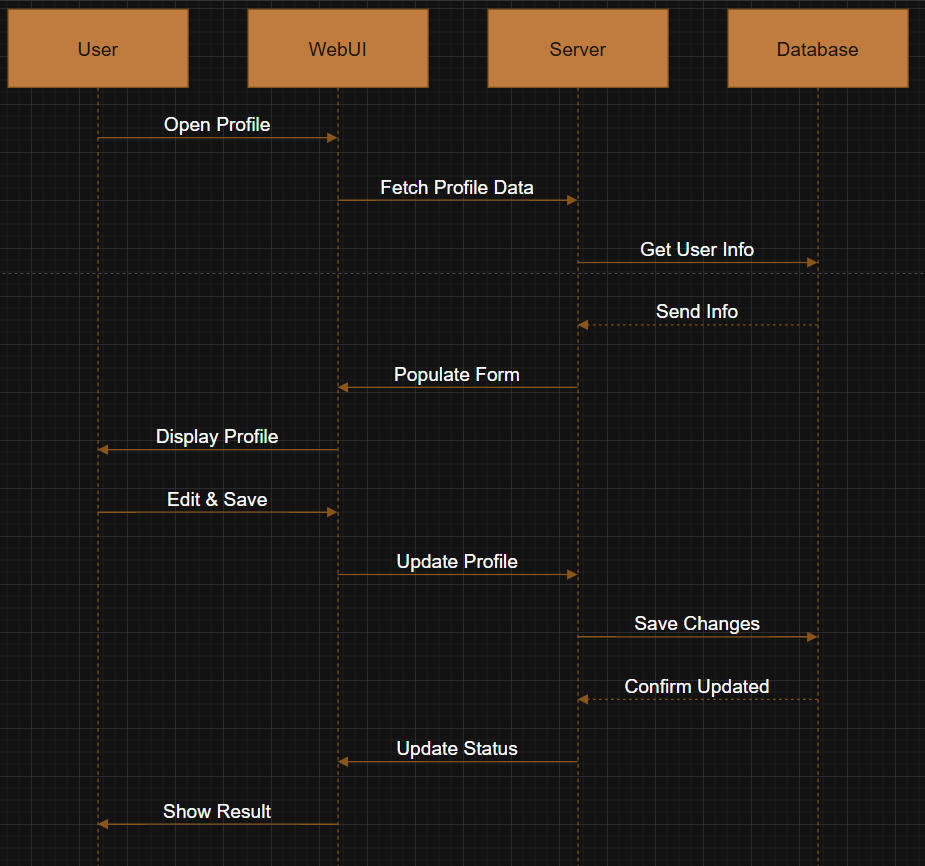 User
WebUI
Server
Database
Open Profile
Fetch Profile Data
Get User Info
Send Info
Populate Form
Display Profile
Edit & Save
Update Profile
Save Changes
Confirm Updated
Update Status
Show Result